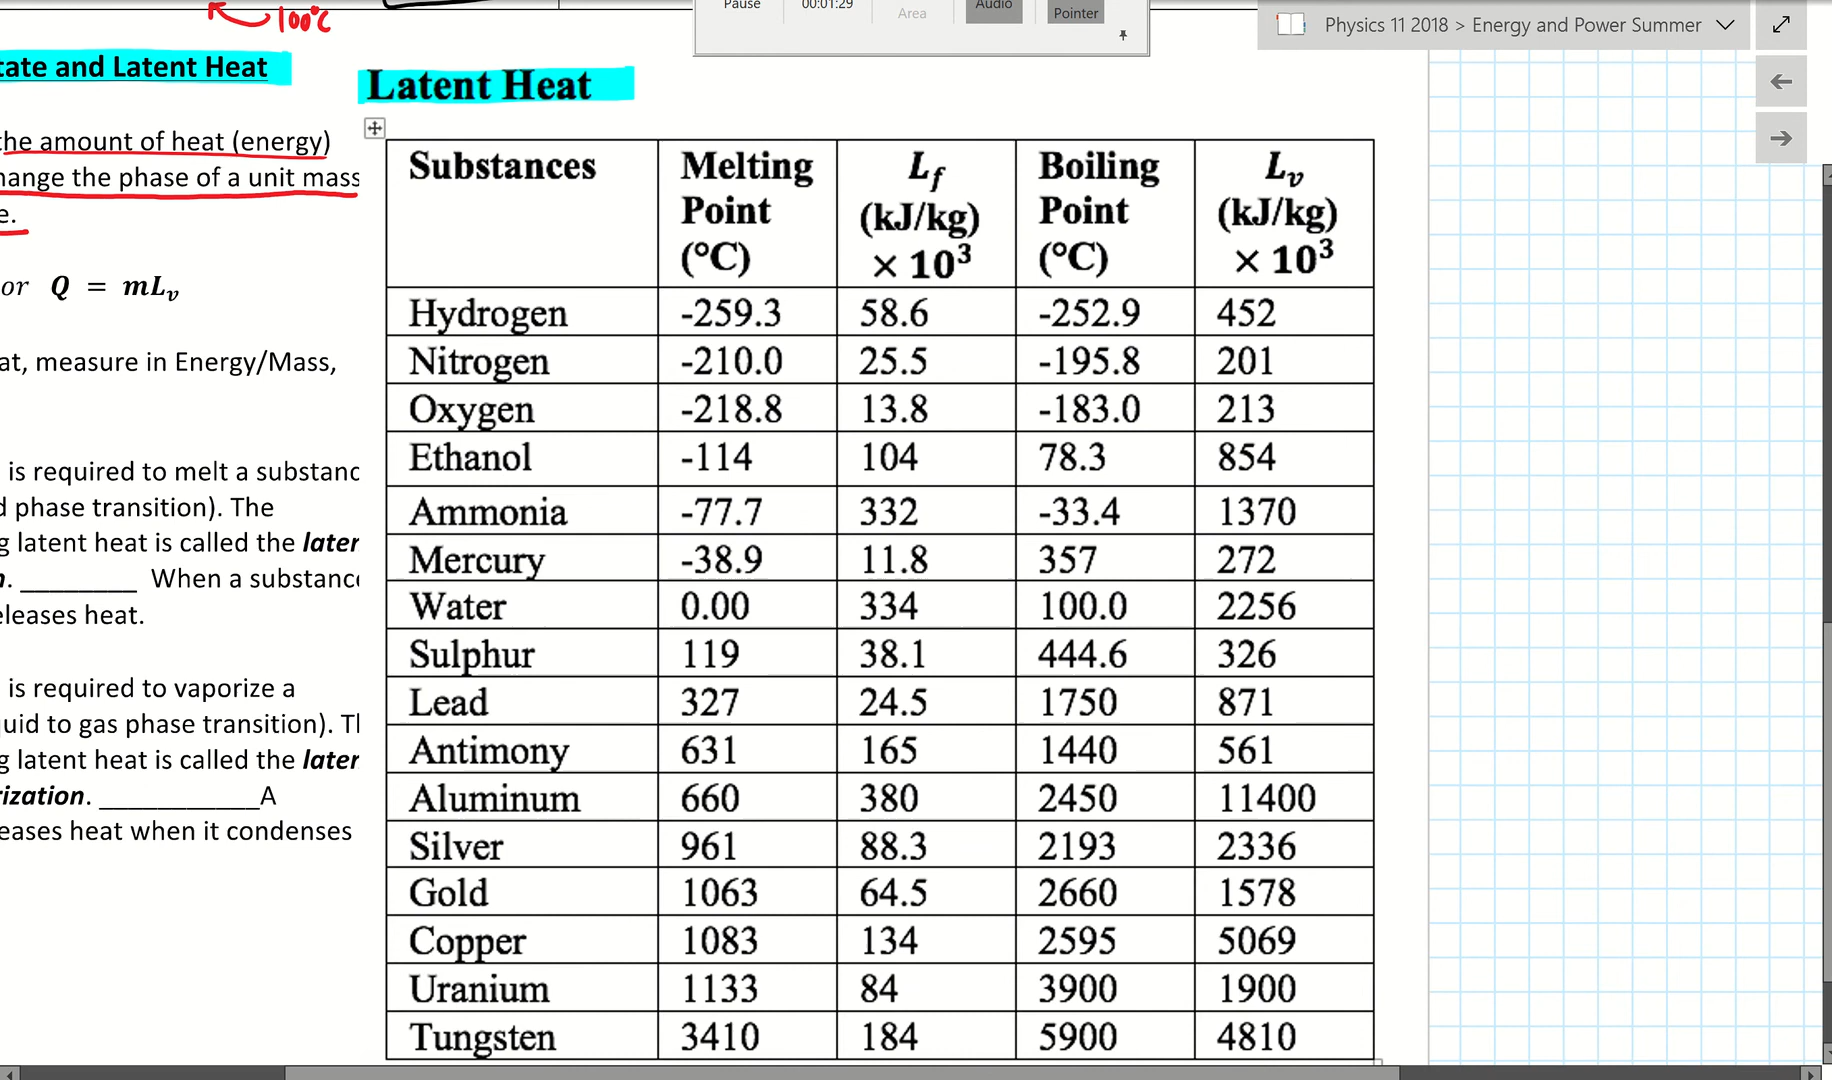 100°C
Pause
00:01:29
Area
Audio
Pointer
Physics 11 2018 > Energy and Power Summer
tate and Latent Heat
the amount of heat (energy)
hange the phase of a unit mass
e.
or Q = mLᵥ
at, measure in Energy/Mass,
is required to melt a substanc
d phase transition). The
g latent heat is called the later
n. ________ When a substance
eleases heat.
is required to vaporize a
quid to gas phase transition). Tl
g latent heat is called the later
rization. ___________A
eases heat when it condenses
Latent Heat
Substances Melting Point (°C) L_f (kJ/kg) × 10³ Boiling Point (°C) Lᵥ (kJ/kg) × 10³
Hydrogen -259.3 58.6 -252.9 452
Nitrogen -210.0 25.5 -195.8 201
Oxygen -218.8 13.8 -183.0 213
Ethanol -114 104 78.3 854
Ammonia -77.7 332 -33.4 1370
Mercury -38.9 11.8 357 272
Water 0.00 334 100.0 2256
Sulphur 119 38.1 444.6 326
Lead 327 24.5 1750 871
Antimony 631 165 1440 561
Aluminum 660 380 2450 11400
Silver 961 88.3 2193 2336
Gold 1063 64.5 2660 1578
Copper 1083 134 2595 5069
Uranium 1133 84 3900 1900
Tungsten 3410 184 5900 4810